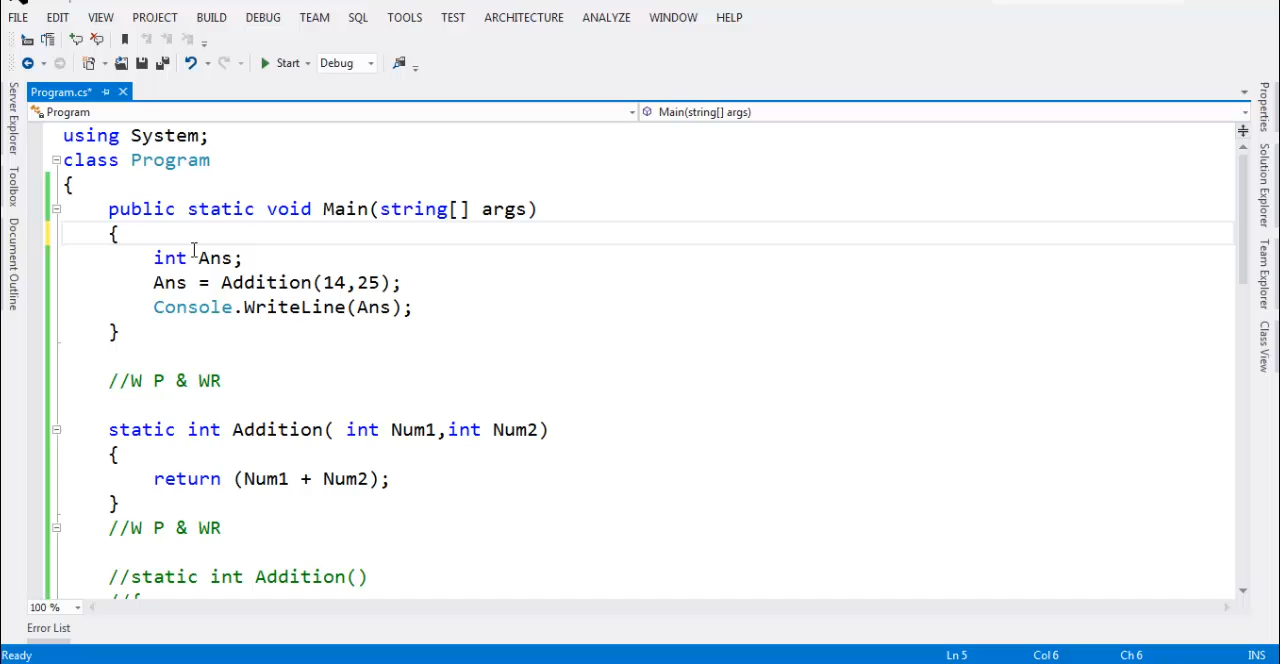 FILE EDIT VIEW PROJECT BUILD DEBUG TEAM SQL TOOLS TEST ARCHITECTURE ANALYZE WINDOW HELP
Start Debug
Program.cs*
Program Main(string[] args)
using System;
class Program
{
public static void Main(string[] args)
{
int Ans;
Ans = Addition(14,25);
Console.WriteLine(Ans);
}
//W P & WR
static int Addition( int Num1,int Num2)
{
return (Num1 + Num2);
}
//W P & WR
//static int Addition()
//{
100 %
Error List
Ready Ln 5 Col 6 Ch 6 INS
Server Explorer
Toolbox
Document Outline
Properties
Solution Explorer
Team Explorer
Class View